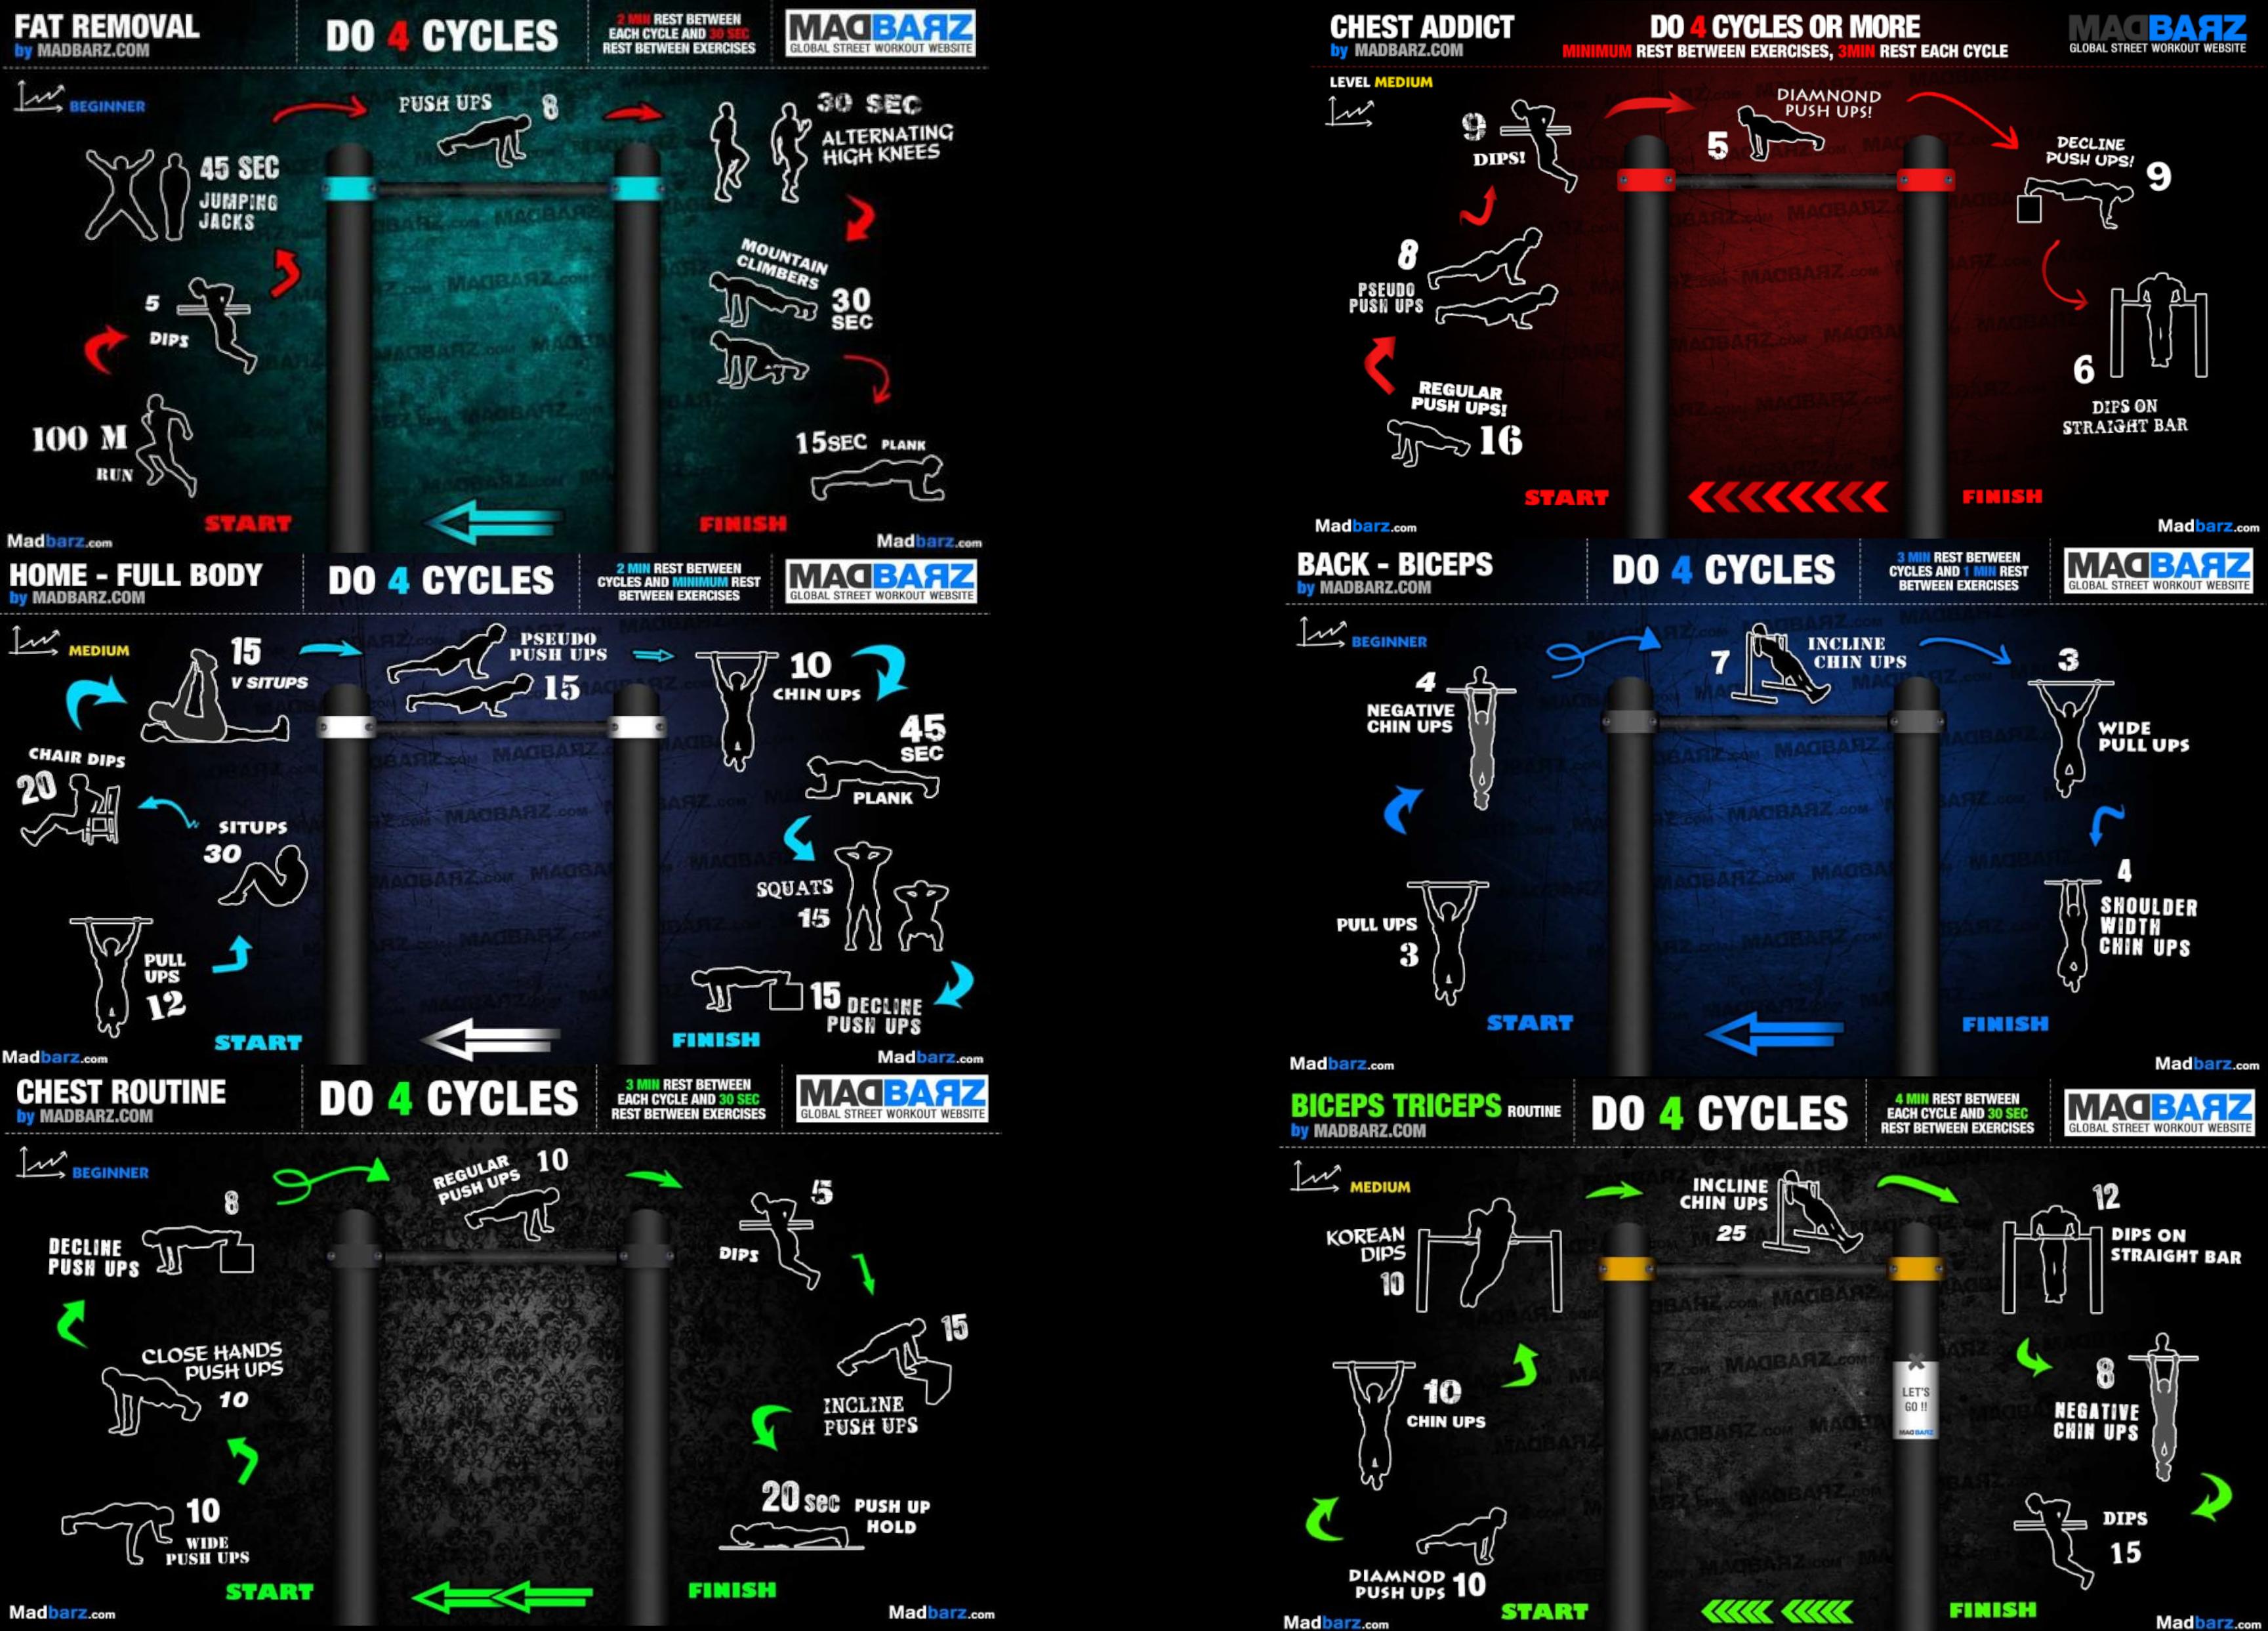 FAT REMOVAL
by MADBARZ.COM
DO 4 CYCLES
2 MIN REST BETWEEN
EACH CYCLE AND 30 SEC
REST BETWEEN EXERCISES
MADBARZ
GLOBAL STREET WORKOUT WEBSITE
BEGINNER
100 M
RUN
5
DIPS
45 SEC
JUMPING
JACKS
PUSH UPS
8
30 SEC
ALTERNATING
HIGH KNEES
MOUNTAIN
CLIMBERS
30
SEC
15SEC PLANK
START
FINISH
Madbarz.com
Madbarz.com
CHEST ADDICT
by MADBARZ.COM
DO 4 CYCLES OR MORE
MINIMUM REST BETWEEN EXERCISES, 3MIN REST EACH CYCLE
MADBARZ
GLOBAL STREET WORKOUT WEBSITE
LEVEL MEDIUM
REGULAR
PUSH UPS!
16
8
PSEUDO
PUSH UPS
9
DIPS!
5
DIAMNOND
PUSH UPS!
DECLINE
PUSH UPS!
9
6
DIPS ON
STRAIGHT BAR
START
FINISH
Madbarz.com
Madbarz.com
HOME - FULL BODY
by MADBARZ.COM
DO 4 CYCLES
2 MIN REST BETWEEN
CYCLES AND MINIMUM REST
BETWEEN EXERCISES
MADBARZ
GLOBAL STREET WORKOUT WEBSITE
MEDIUM
PULL
UPS
12
SITUPS
30
CHAIR DIPS
20
15
V SITUPS
PSEUDO
PUSH UPS
15
10
CHIN UPS
45
SEC
PLANK
SQUATS
15
15 DECLINE
PUSH UPS
START
FINISH
Madbarz.com
Madbarz.com
BACK - BICEPS
by MADBARZ.COM
DO 4 CYCLES
3 MIN REST BETWEEN
CYCLES AND 1 MIN REST
BETWEEN EXERCISES
MADBARZ
GLOBAL STREET WORKOUT WEBSITE
BEGINNER
PULL UPS
3
4
NEGATIVE
CHIN UPS
7
INCLINE
CHIN UPS
3
WIDE
PULL UPS
4
SHOULDER
WIDTH
CHIN UPS
START
FINISH
Madbarz.com
Madbarz.com
CHEST ROUTINE
by MADBARZ.COM
DO 4 CYCLES
3 MIN REST BETWEEN
EACH CYCLE AND 30 SEC
REST BETWEEN EXERCISES
MADBARZ
GLOBAL STREET WORKOUT WEBSITE
BEGINNER
10
WIDE
PUSH UPS
CLOSE HANDS
PUSH UPS
10
8
DECLINE
PUSH UPS
REGULAR
PUSH UPS
10
5
DIPS
15
INCLINE
PUSH UPS
20 sec PUSH UP
HOLD
START
FINISH
Madbarz.com
Madbarz.com
BICEPS TRICEPS ROUTINE
by MADBARZ.COM
DO 4 CYCLES
4 MIN REST BETWEEN
EACH CYCLE AND 30 SEC
REST BETWEEN EXERCISES
MADBARZ
GLOBAL STREET WORKOUT WEBSITE
MEDIUM
DIAMNOD
PUSH UPS 10
10
CHIN UPS
KOREAN
DIPS
10
INCLINE
CHIN UPS
25
12
DIPS ON
STRAIGHT BAR
8
NEGATIVE
CHIN UPS
DIPS
15
LET'S
GO !!
MADBARZ
START
FINISH
Madbarz.com
Madbarz.com